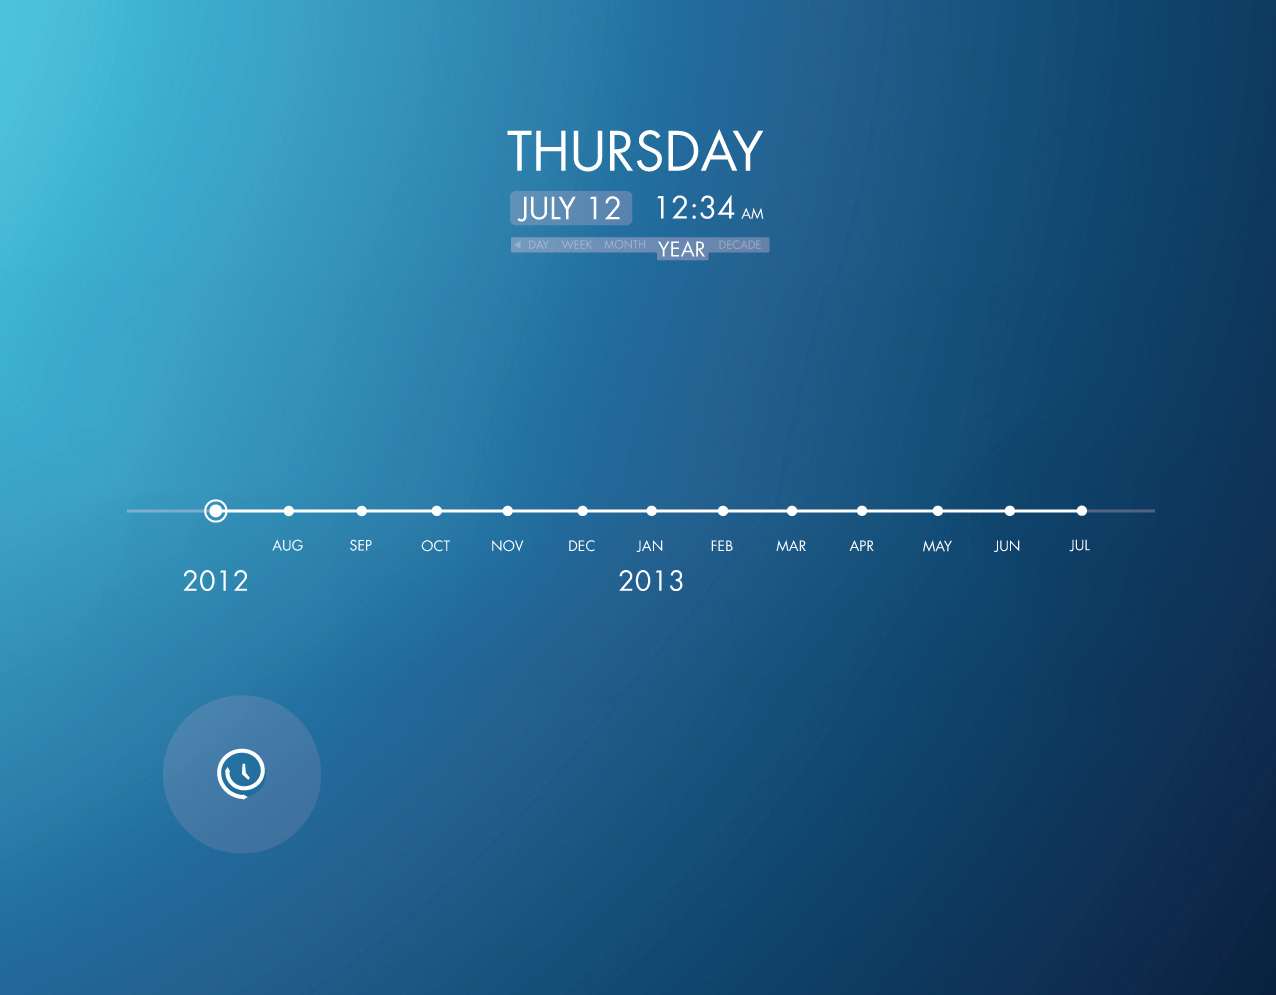 THURSDAY
JULY 12 12:34 AM
DAY WEEK MONTH YEAR DECADE
AUG SEP OCT NOV DEC JAN FEB MAR APR MAY JUN JUL
2012 2013